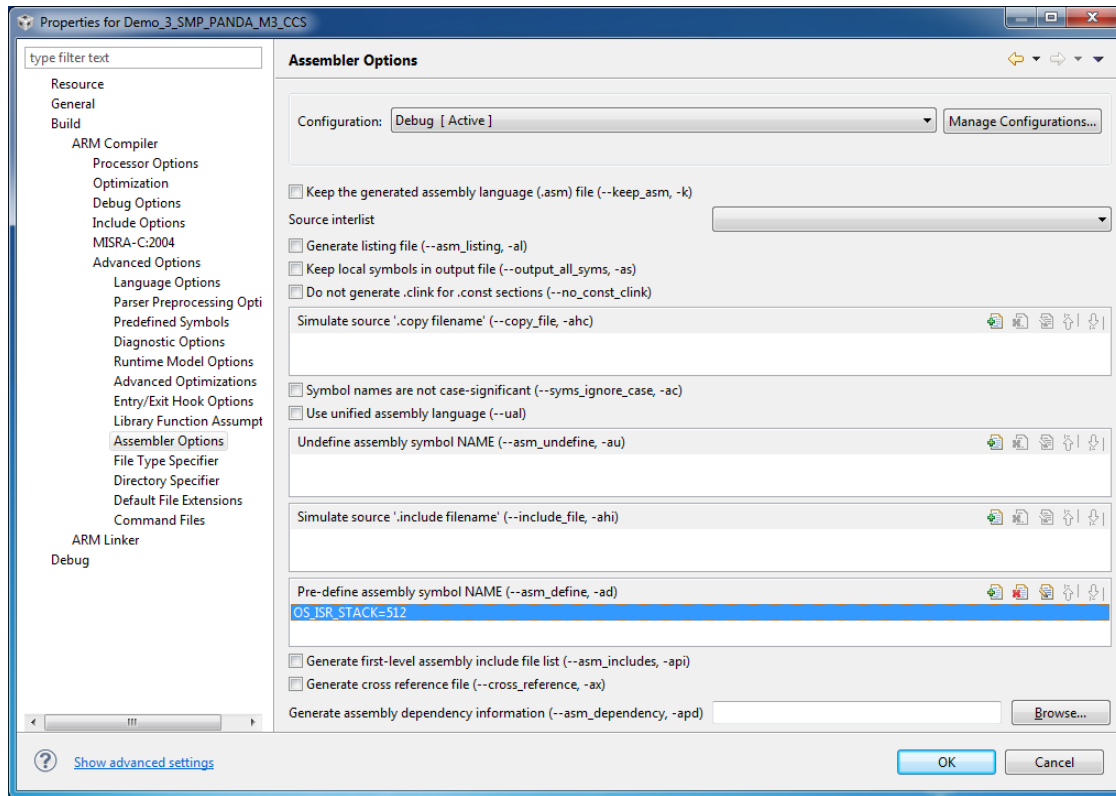 Properties for Demo_3_SMP_PANDA_M3_CCS
type filter text
Resource
General
Build
ARM Compiler
Processor Options
Optimization
Debug Options
Include Options
MISRA-C:2004
Advanced Options
Language Options
Parser Preprocessing Opti
Predefined Symbols
Diagnostic Options
Runtime Model Options
Advanced Optimizations
Entry/Exit Hook Options
Library Function Assumpt
Assembler Options
File Type Specifier
Directory Specifier
Default File Extensions
Command Files
ARM Linker
Debug
Assembler Options
Configuration: Debug [ Active ] Manage Configurations...
Keep the generated assembly language (.asm) file (--keep_asm, -k)
Source interlist
Generate listing file (--asm_listing, -al)
Keep local symbols in output file (--output_all_syms, -as)
Do not generate .clink for .const sections (--no_const_clink)
Simulate source '.copy filename' (--copy_file, -ahc)
Symbol names are not case-significant (--syms_ignore_case, -ac)
Use unified assembly language (--ual)
Undefine assembly symbol NAME (--asm_undefine, -au)
Simulate source '.include filename' (--include_file, -ahi)
Pre-define assembly symbol NAME (--asm_define, -ad)
OS_ISR_STACK=512
Generate first-level assembly include file list (--asm_includes, -api)
Generate cross reference file (--cross_reference, -ax)
Generate assembly dependency information (--asm_dependency, -apd) Browse...
Show advanced settings
OK Cancel